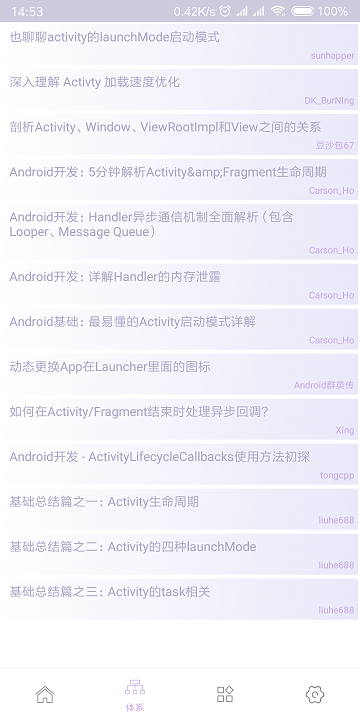 14:53
0.42K/s 100%
也聊聊activity的launchMode启动模式
sunhapper
深入理解 Activty 加载速度优化
DK_BurNIng
剖析Activity、Window、ViewRootImpl和View之间的关系
豆沙包67
Android开发：5分钟解析Activity&amp;Fragment生命周期
Carson_Ho
Android开发：Handler异步通信机制全面解析（包含
Looper、Message Queue）
Carson_Ho
Android开发：详解Handler的内存泄露
Carson_Ho
Android基础：最易懂的Activity启动模式详解
Carson_Ho
动态更换App在Launcher里面的图标
Android群英传
如何在Activity/Fragment结束时处理异步回调?
Xing
Android开发 - ActivityLifecycleCallbacks使用方法初探
tongcpp
基础总结篇之一：Activity生命周期
liuhe688
基础总结篇之二：Activity的四种launchMode
liuhe688
基础总结篇之三：Activity的task相关
liuhe688
体系